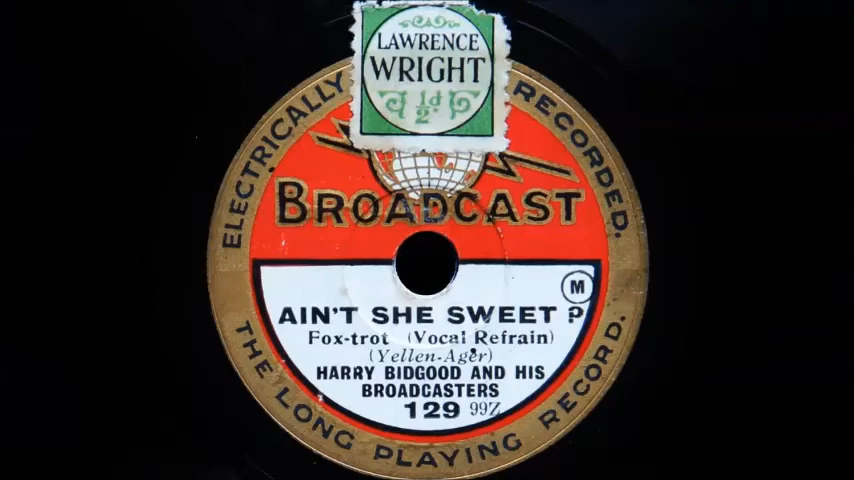 LAWRENCE
WRIGHT
½d
ELECTRICALLY RECORDED.
BROADCAST
M
AIN'T SHE SWEET?
Fox-trot (Vocal Refrain)
(Yellen-Ager)
HARRY BIDGOOD AND HIS
BROADCASTERS
129 99Z
THE LONG PLAYING RECORD.